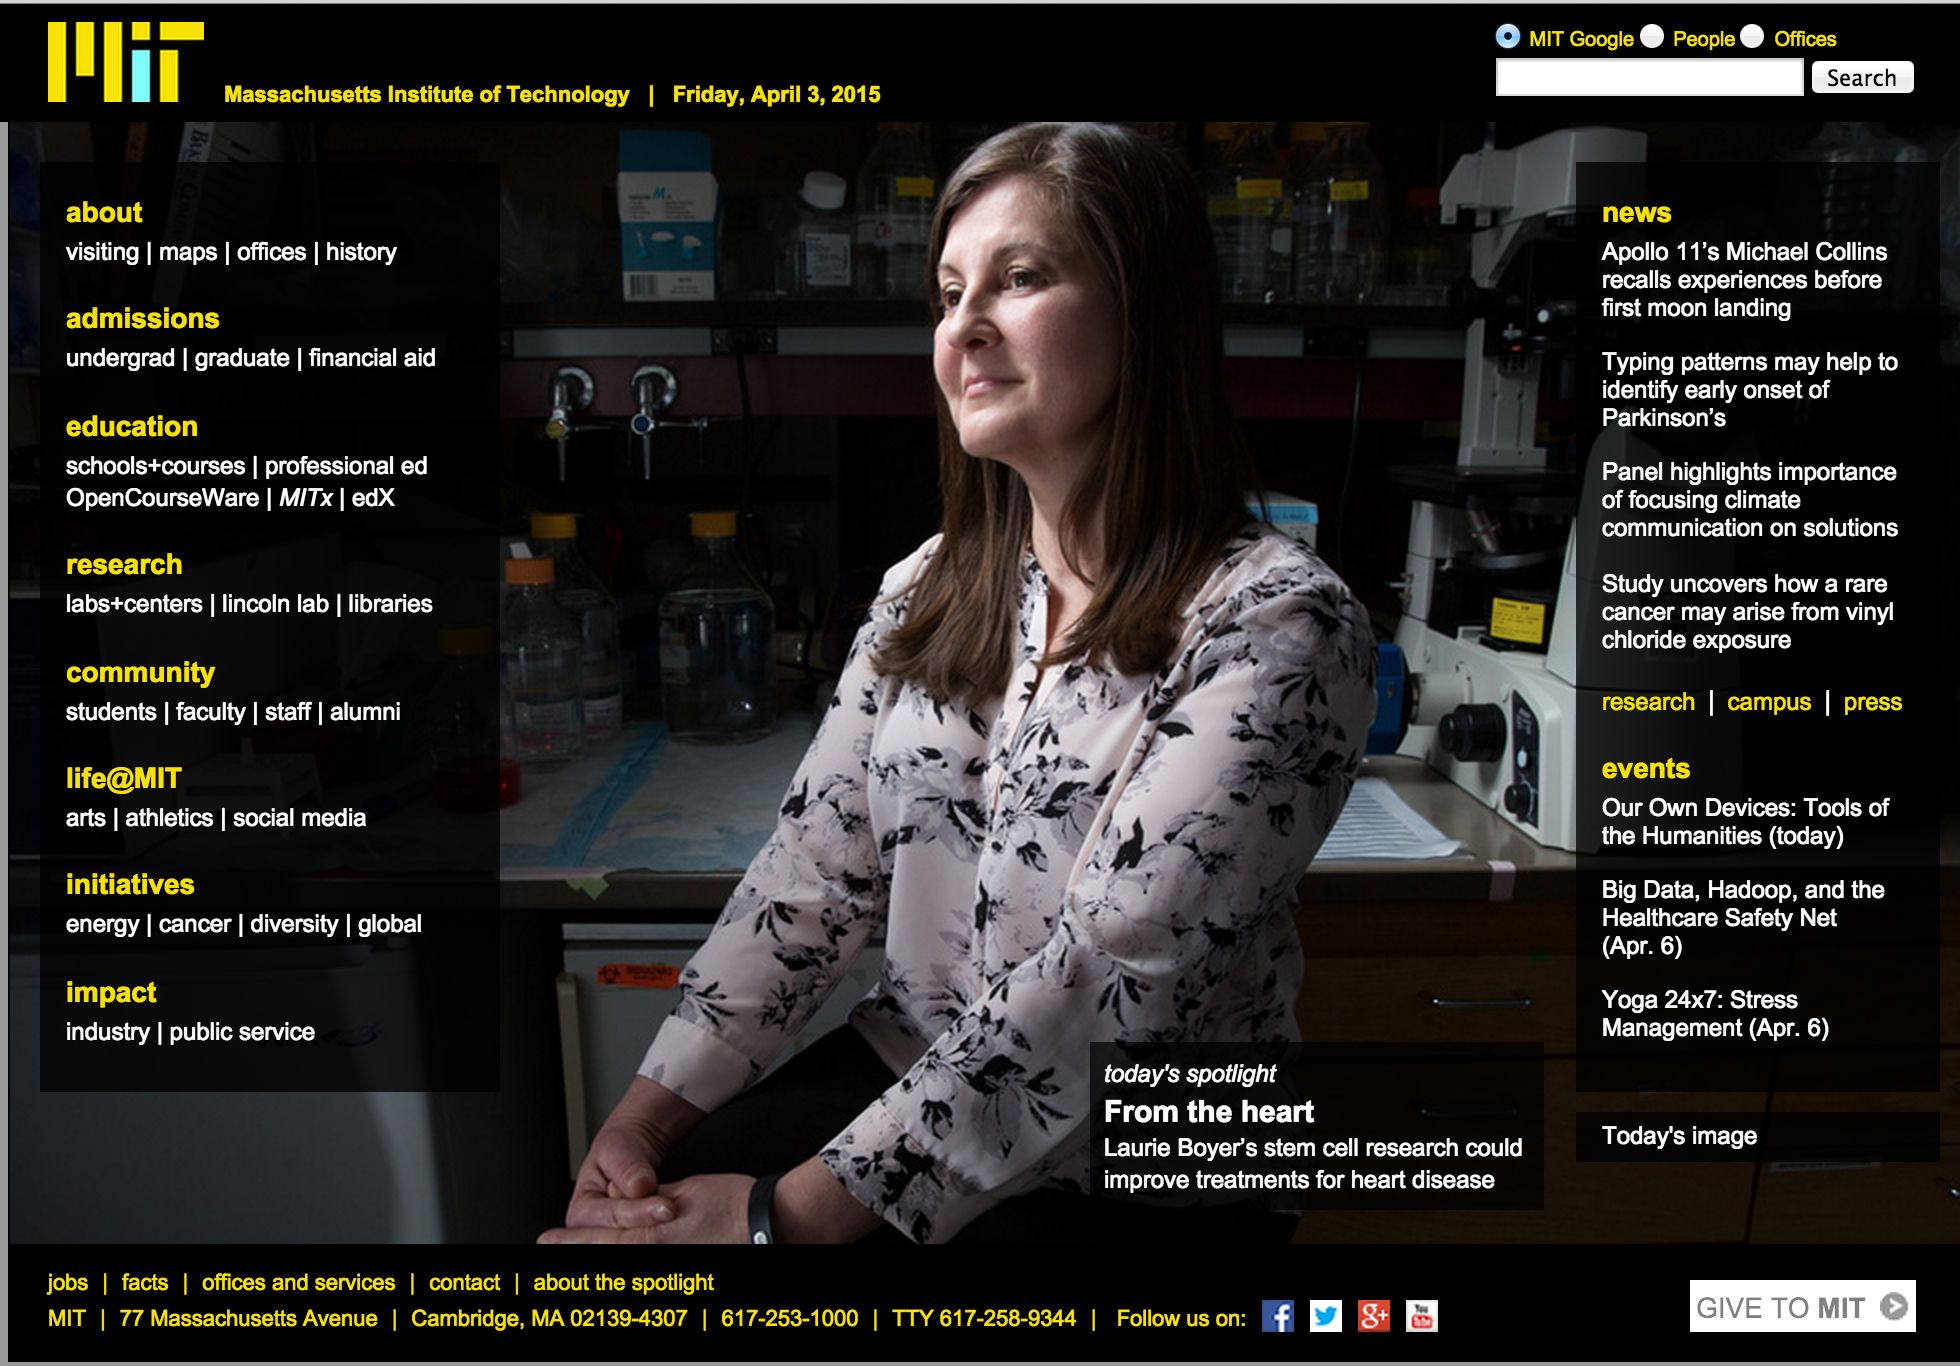 MIT
Massachusetts Institute of Technology | Friday, April 3, 2015
MIT Google People Offices
Search
about
visiting | maps | offices | history
admissions
undergrad | graduate | financial aid
education
schools+courses | professional ed
OpenCourseWare | MITx | edX
research
labs+centers | lincoln lab | libraries
community
students | faculty | staff | alumni
life@MIT
arts | athletics | social media
initiatives
energy | cancer | diversity | global
impact
industry | public service
BIOHAZARD
today's spotlight
From the heart
Laurie Boyer’s stem cell research could
improve treatments for heart disease
news
Apollo 11’s Michael Collins
recalls experiences before
first moon landing
Typing patterns may help to
identify early onset of
Parkinson’s
Panel highlights importance
of focusing climate
communication on solutions
Study uncovers how a rare
cancer may arise from vinyl
chloride exposure
research | campus | press
events
Our Own Devices: Tools of
the Humanities (today)
Big Data, Hadoop, and the
Healthcare Safety Net
(Apr. 6)
Yoga 24x7: Stress
Management (Apr. 6)
Today's image
jobs | facts | offices and services | contact | about the spotlight
MIT | 77 Massachusetts Avenue | Cambridge, MA 02139-4307 | 617-253-1000 | TTY 617-258-9344 | Follow us on: f g+ You Tube
GIVE TO MIT